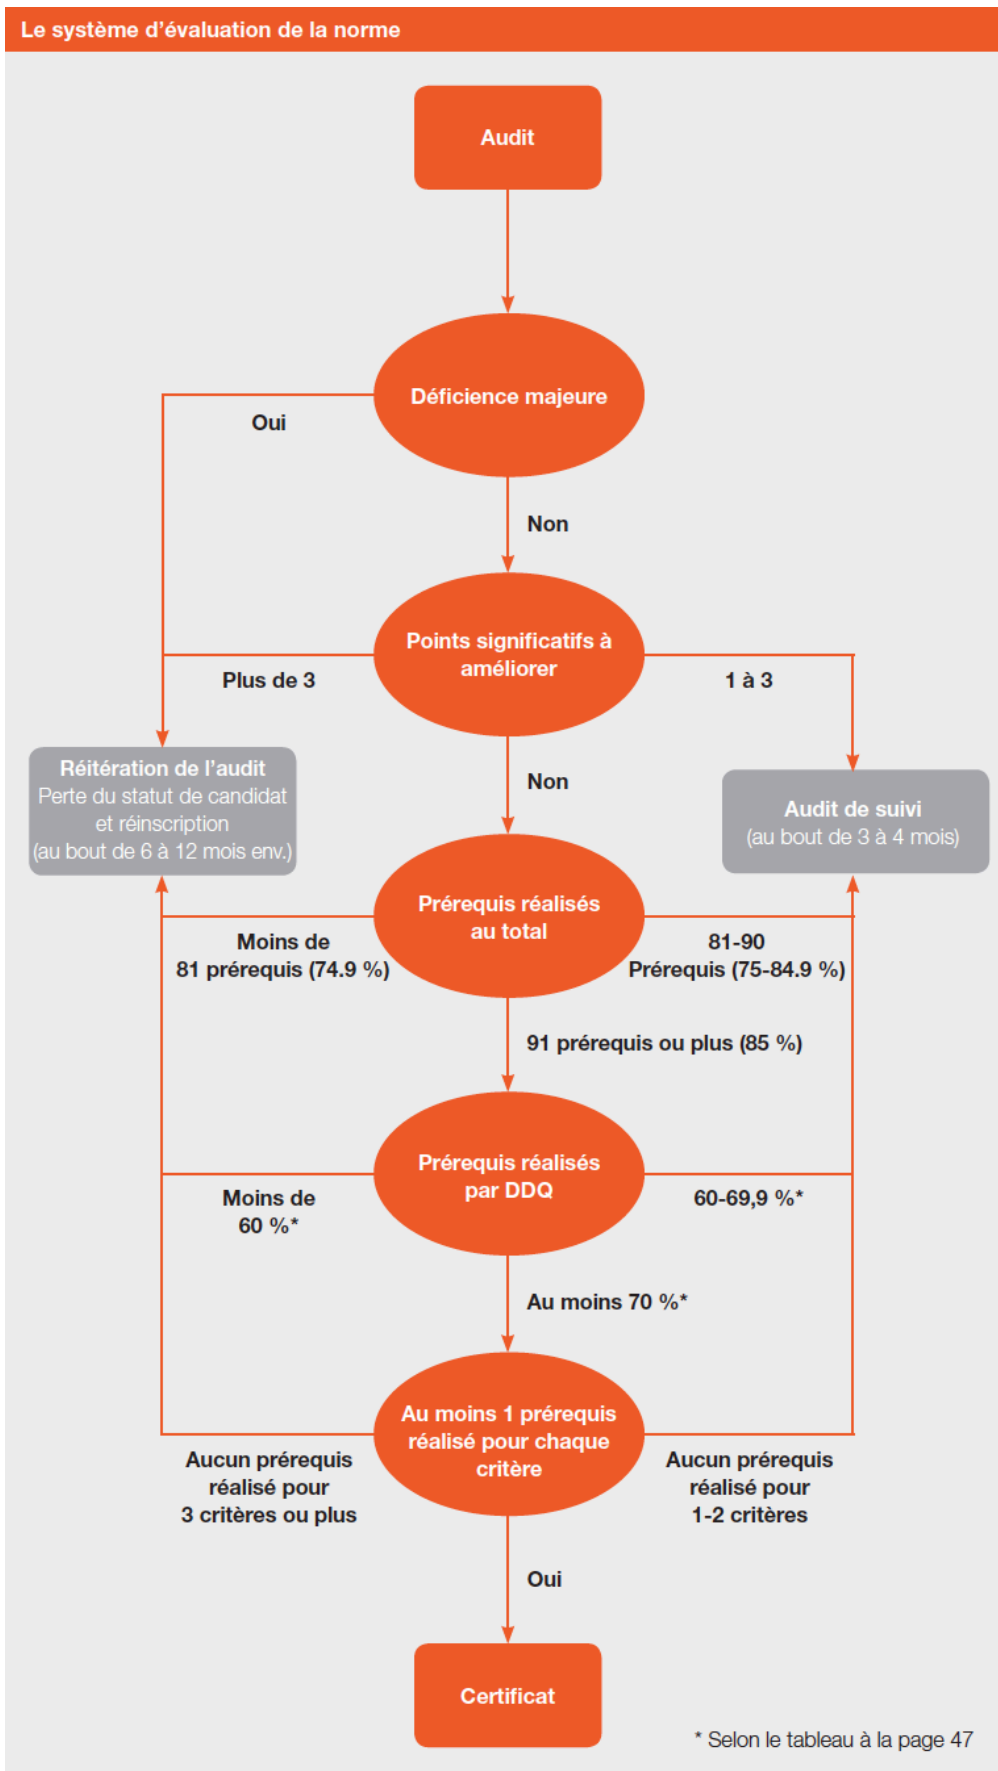 Le système d’évaluation de la norme
Audit
Déficience majeure
Oui
Non
Points significatifs à
améliorer
Plus de 3
1 à 3
Réitération de l’audit
Perte du statut de candidat
et réinscription
(au bout de 6 à 12 mois env.)
Non
Audit de suivi
(au bout de 3 à 4 mois)
Prérequis réalisés
au total
Moins de
81 prérequis (74.9 %)
81-90
Prérequis (75-84.9 %)
91 prérequis ou plus (85 %)
Prérequis réalisés
par DDQ
Moins de
60 %*
60-69,9 %*
Au moins 70 %*
Au moins 1 prérequis
réalisé pour chaque
critère
Aucun prérequis
réalisé pour
3 critères ou plus
Aucun prérequis
réalisé pour
1-2 critères
Oui
Certificat
* Selon le tableau à la page 47